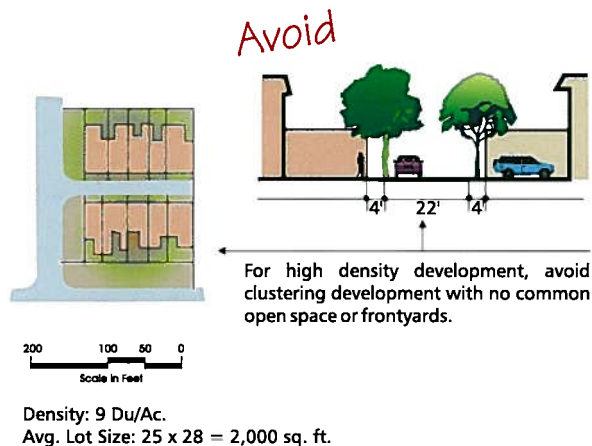 Avoid
4' 22' 4'
For high density development, avoid
clustering development with no common
open space or frontyards.
200 100 50 0
Scale in Feet
Density: 9 Du/Ac.
Avg. Lot Size: 25 x 28 = 2,000 sq. ft.